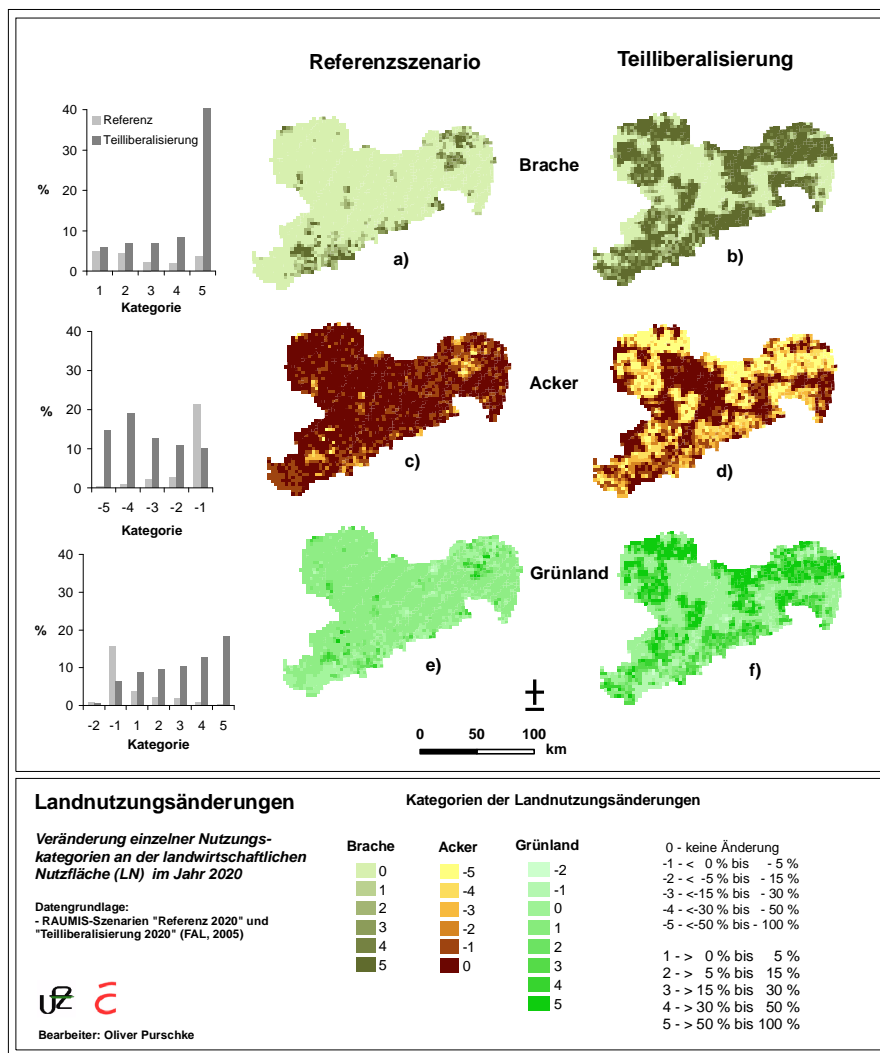 Referenzszenario
Teilliberalisierung
40
30
20
10
0
%
Referenz
Teilliberalisierung
1 2 3 4 5
Kategorie
Brache
a)
b)
40
30
20
10
0
%
-5 -4 -3 -2 -1
Kategorie
Acker
c)
d)
40
30
20
10
0
%
-2 -1 1 2 3 4 5
Kategorie
Grünland
e)
f)
0 50 100
km
Landnutzungsänderungen
Veränderung einzelner Nutzungs-
kategorien an der landwirtschaftlichen
Nutzfläche (LN) im Jahr 2020
Datengrundlage:
- RAUMIS-Szenarien "Referenz 2020" und
"Teilliberalisierung 2020" (FAL, 2005)
UFZ
Bearbeiter: Oliver Purschke
Kategorien der Landnutzungsänderungen
Brache
0
1
2
3
4
5
Acker
-5
-4
-3
-2
-1
0
Grünland
-2
-1
0
1
2
3
4
5
0 - keine Änderung
-1 - < 0 % bis - 5 %
-2 - < -5 % bis - 15 %
-3 - <-15 % bis - 30 %
-4 - <-30 % bis - 50 %
-5 - <-50 % bis - 100 %
1 - > 0 % bis 5 %
2 - > 5 % bis 15 %
3 - > 15 % bis 30 %
4 - > 30 % bis 50 %
5 - > 50 % bis 100 %